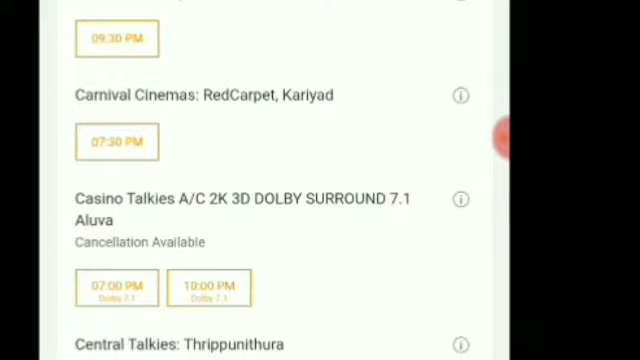 09:30 PM
Carnival Cinemas: RedCarpet, Kariyad
07:30 PM
Casino Talkies A/C 2K 3D DOLBY SURROUND 7.1
Aluva
Cancellation Available
07:00 PM 10:00 PM
Dolby 7.1 Dolby 7.1
Central Talkies: Thrippunithura